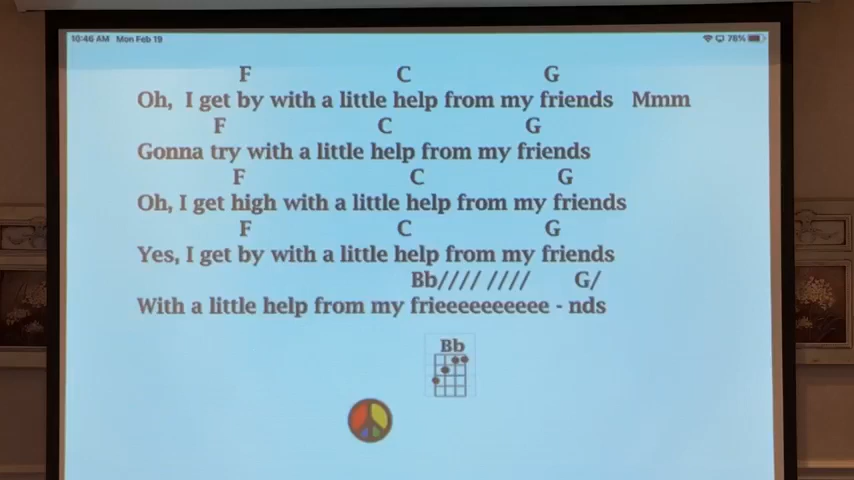 10:46 AM Mon Feb 19 78%
F C G
Oh, I get by with a little help from my friends Mmm
F C G
Gonna try with a little help from my friends
F C G
Oh, I get high with a little help from my friends
F C G
Yes, I get by with a little help from my friends
Bb//// //// G/
With a little help from my frieeeeeeeeee - nds
Bb